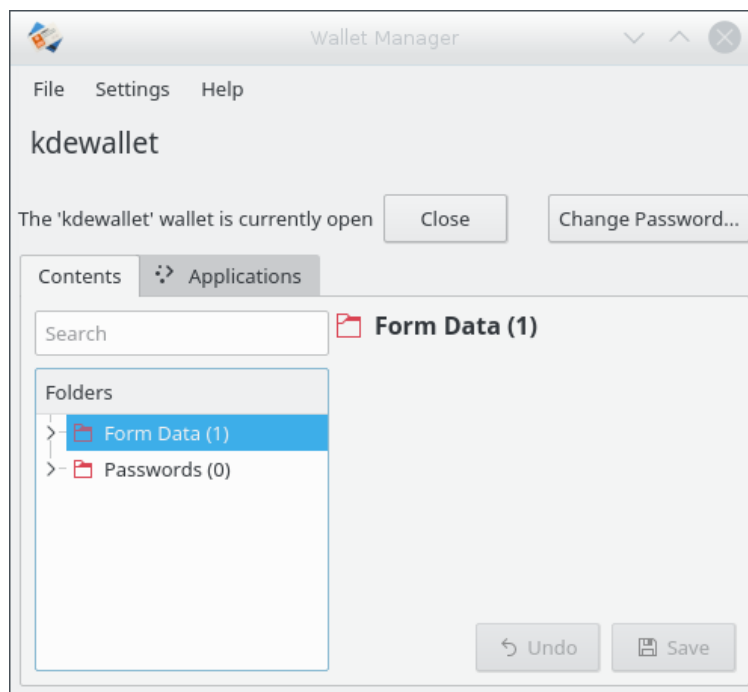 Wallet Manager
File Settings Help
kdewallet
The 'kdewallet' wallet is currently open Close Change Password...
Contents Applications
Search
Form Data (1)
Folders
Form Data (1)
Passwords (0)
Undo Save